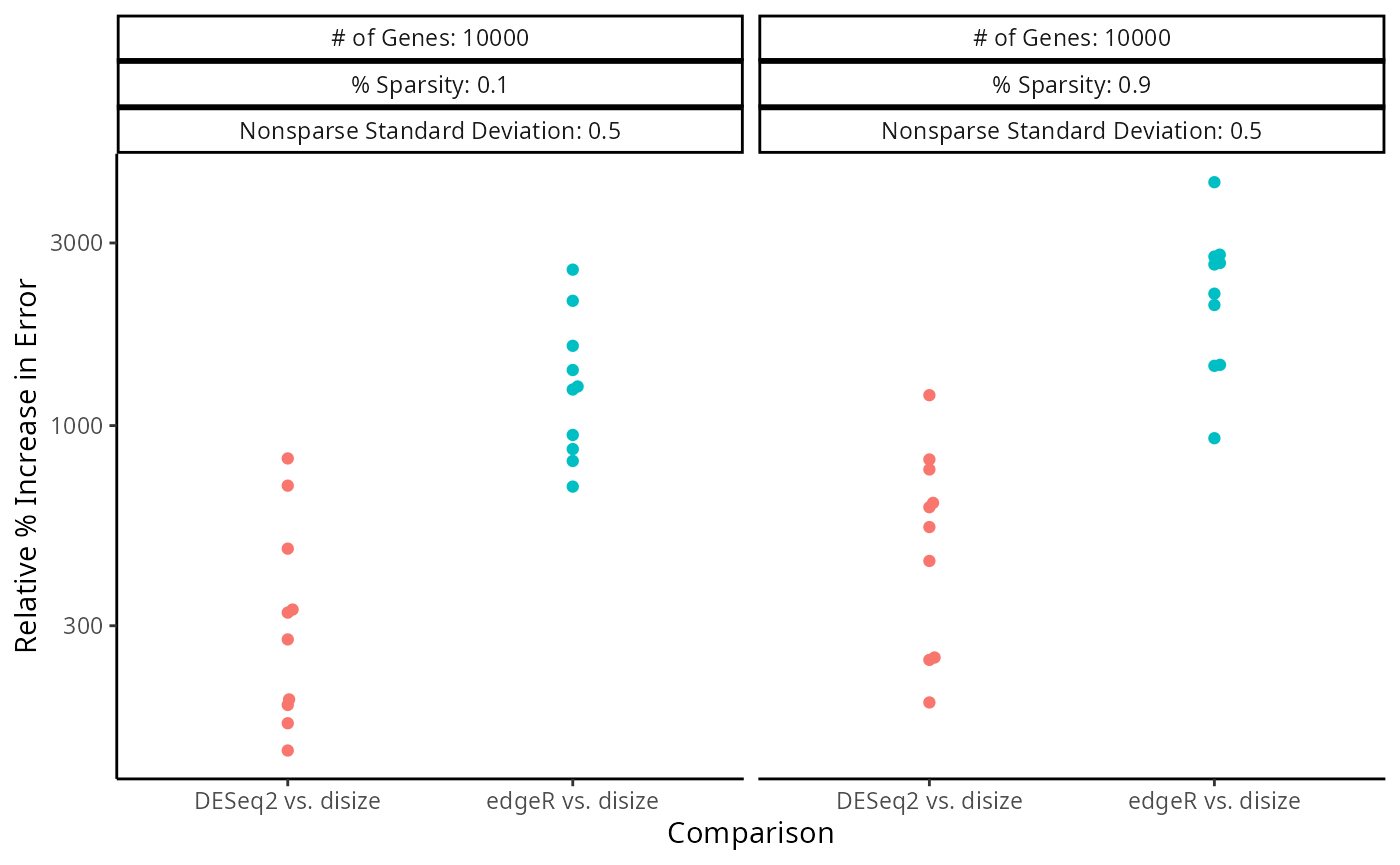 # of Genes: 10000
# of Genes: 10000
% Sparsity: 0.1
% Sparsity: 0.9
Nonsparse Standard Deviation: 0.5
Nonsparse Standard Deviation: 0.5
Relative % Increase in Error
3000
1000
300
DESeq2 vs. disize
edgeR vs. disize
DESeq2 vs. disize
edgeR vs. disize
Comparison